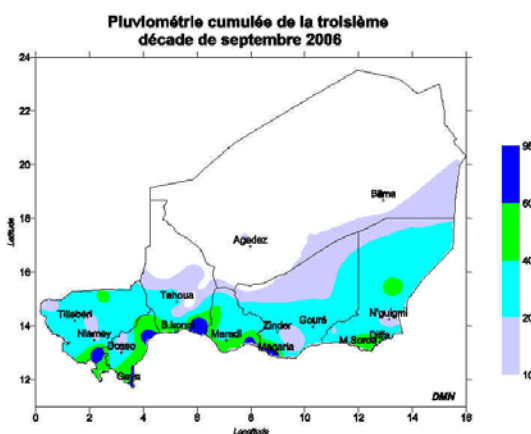 Pluviométrie cumulée de la troisième
décade de septembre 2006
24
22
20
18
16
14
12
Latitude
Bilma
Agadez
Tahoua
Tillabéri
N'guigmi
B.konni
Gouré
Zinder
Niamey
Maradi
Diffa
Dosso
M.Soroa
Magaria
Gaya
DMN
0 2 4 6 8 10 12 14 16
Longitude
95
60
40
20
10